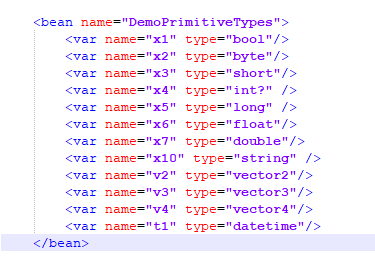 <bean name="DemoPrimitiveTypes">
    <var name="x1" type="bool"/>
    <var name="x2" type="byte"/>
    <var name="x3" type="short"/>
    <var name="x4" type="int?" />
    <var name="x5" type="long" />
    <var name="x6" type="float"/>
    <var name="x7" type="double"/>
    <var name="x10" type="string" />
    <var name="v2" type="vector2"/>
    <var name="v3" type="vector3"/>
    <var name="v4" type="vector4"/>
    <var name="t1" type="datetime"/>
</bean>